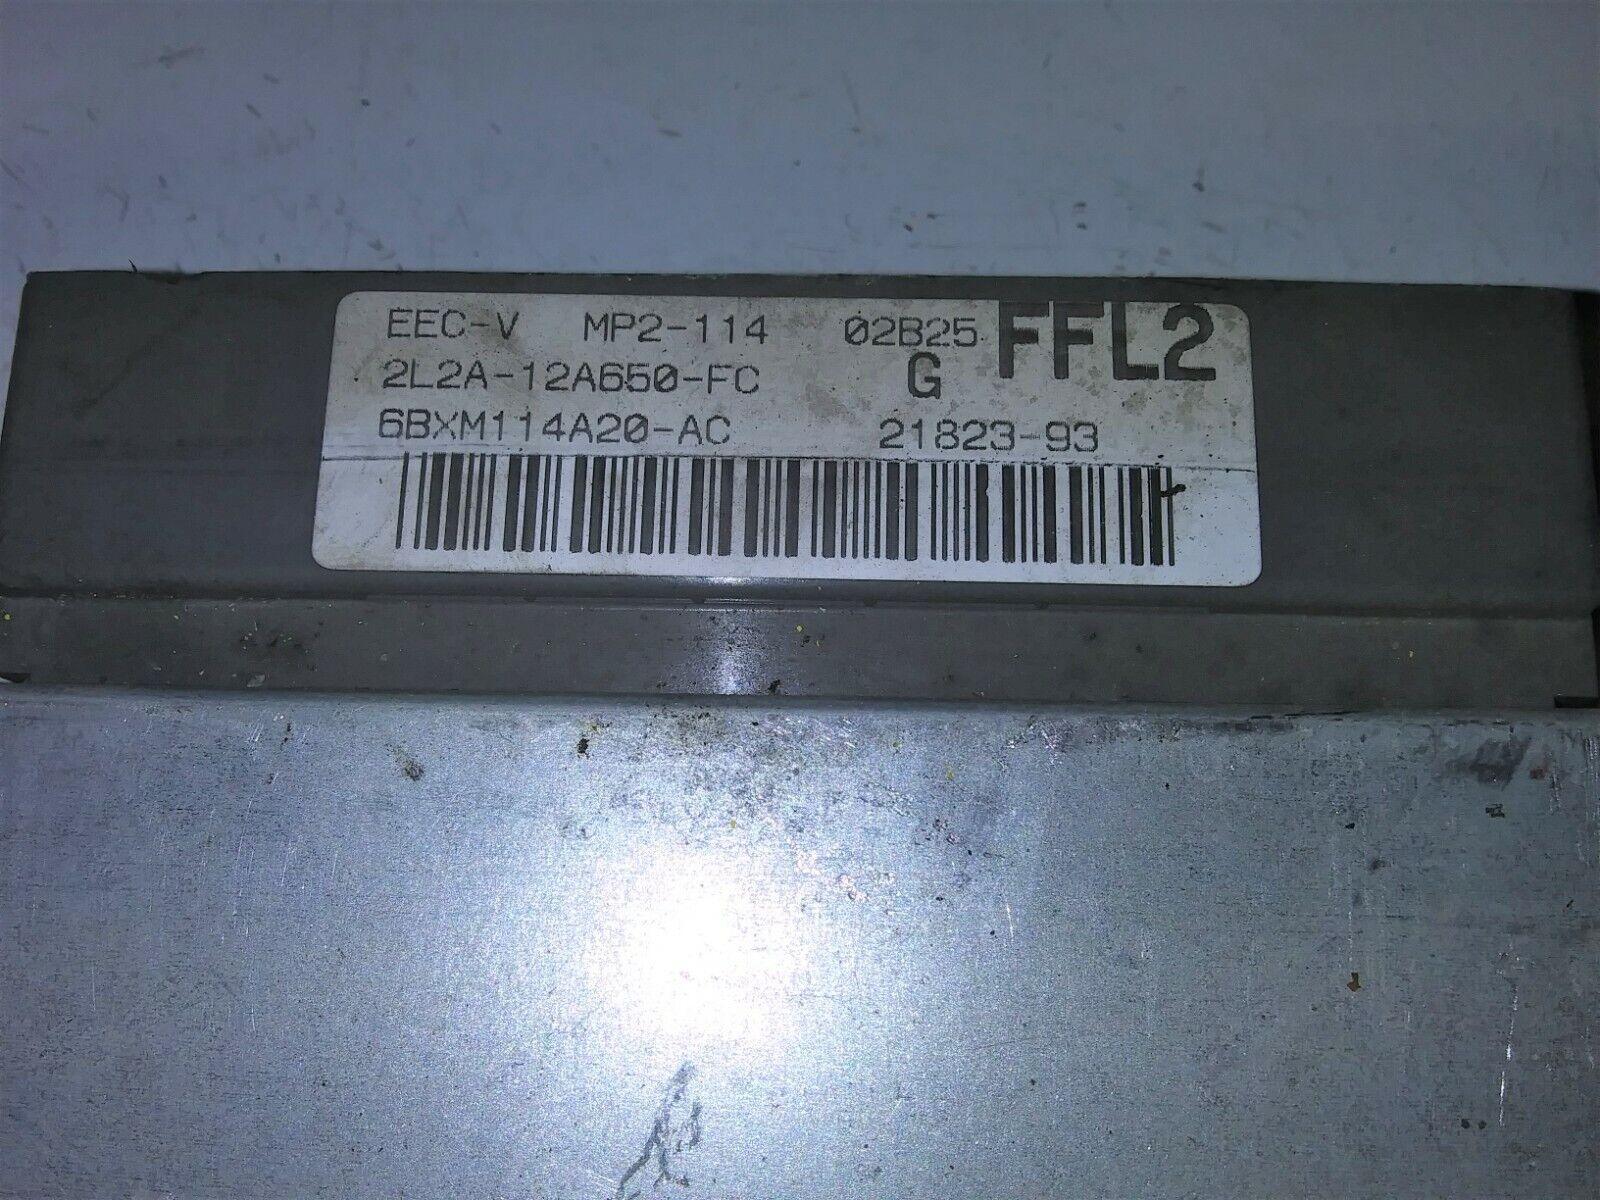 EEC-V MP2-114 02B25 FFL2
2L2A-12A650-FC G
6BXM114A20-AC 21823-93